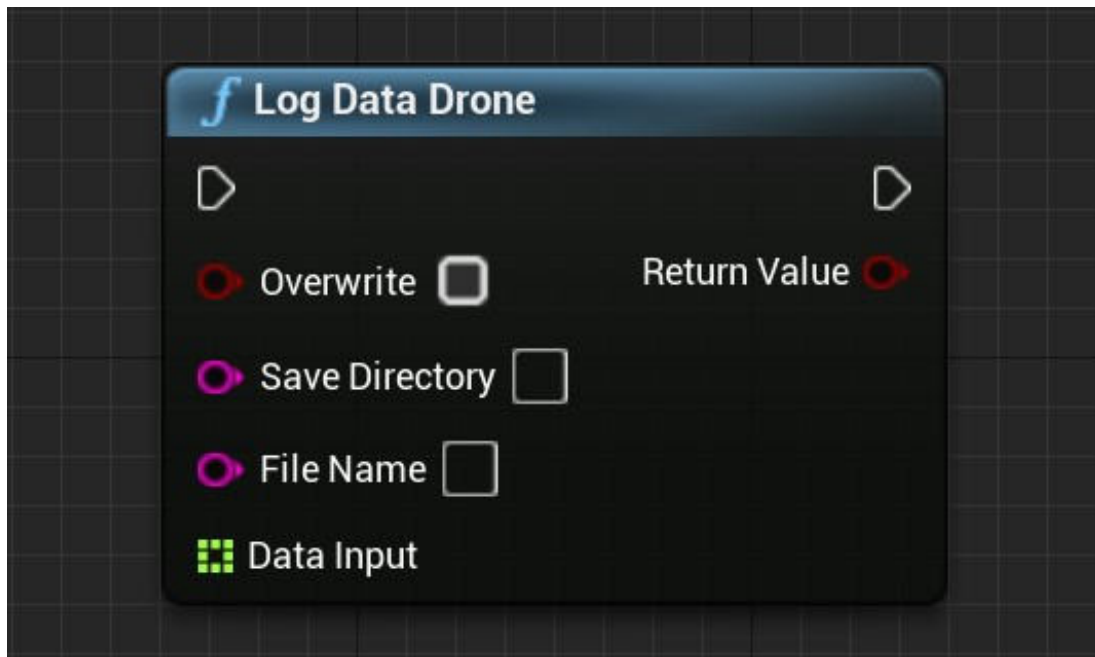 Log Data Drone
Overwrite
Return Value
Save Directory
File Name
Data Input